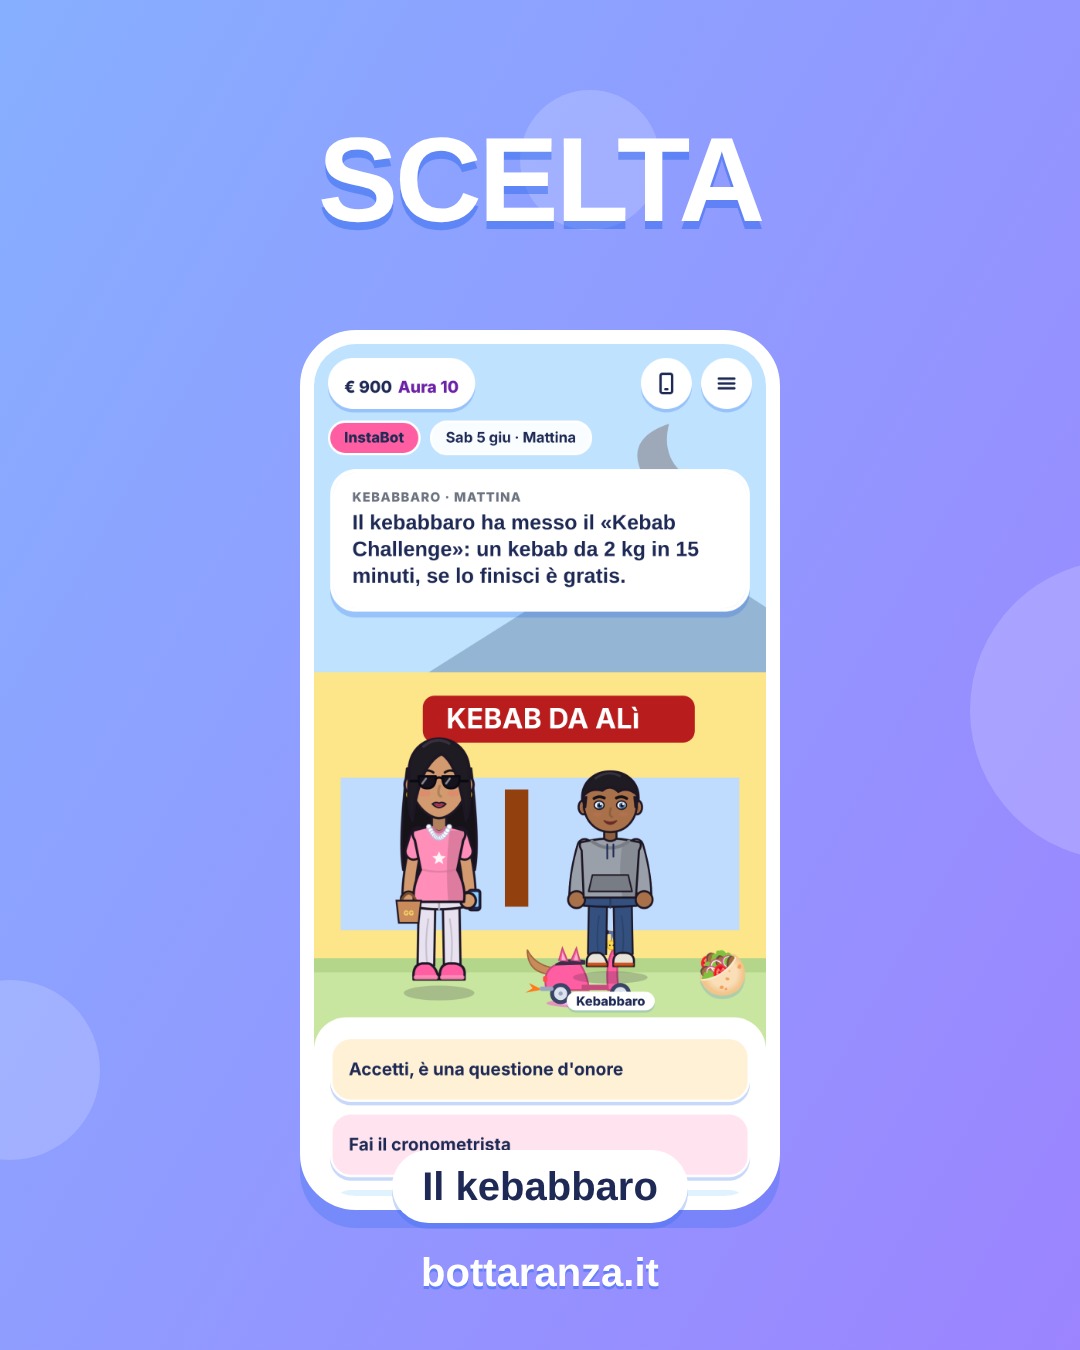 SCELTA
€ 900 Aura 10
InstaBot
Sab 5 giu · Mattina
KEBABBARO · MATTINA
Il kebabbaro ha messo il «Kebab
Challenge»: un kebab da 2 kg in 15
minuti, se lo finisci è gratis.
KEBAB DA ALì
GG
Kebabbaro
Accetti, è una questione d'onore
Fai il cronometrista
Il kebabbaro
bottaranza.it